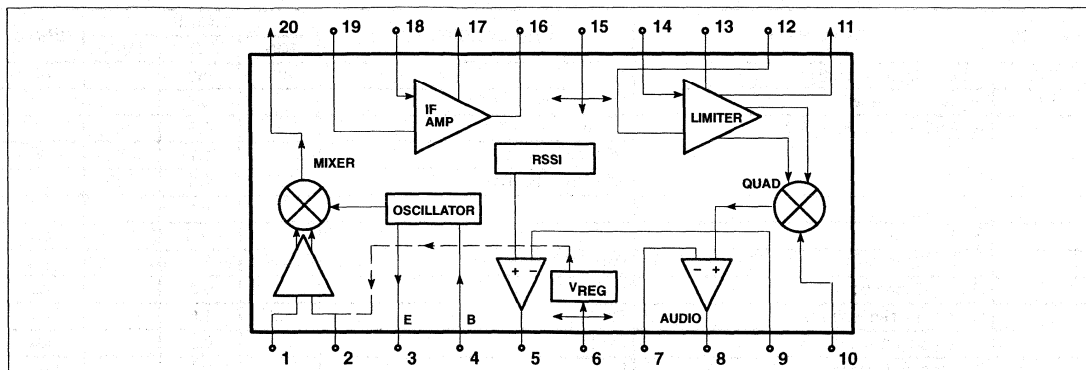 20 19 18 17 16 15 14 13 12 11
IF
AMP
LIMITER
RSSI
MIXER
QUAD
OSCILLATOR
+ −
− +
VREG
E B
AUDIO
1 2 3 4 5 6 7 8 9 10